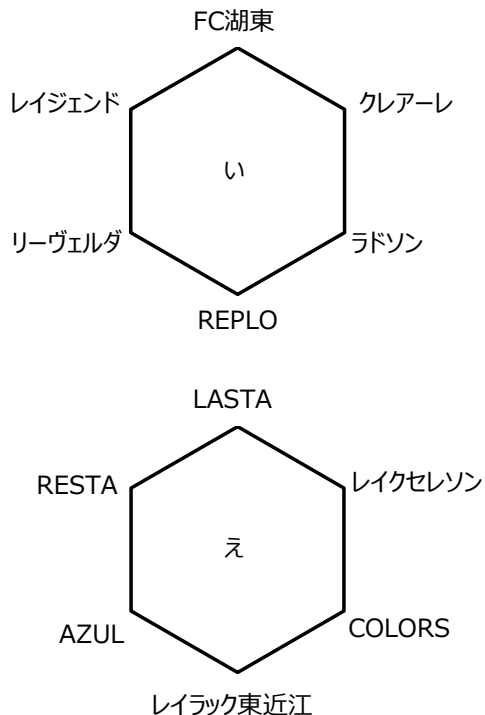 FC湖東
レイジェンド
クレアーレ
い
リーヴェルダ
ラドソン
REPLO
LASTA
RESTA
レイクセレソン
え
AZUL
COLORS
レイラック東近江